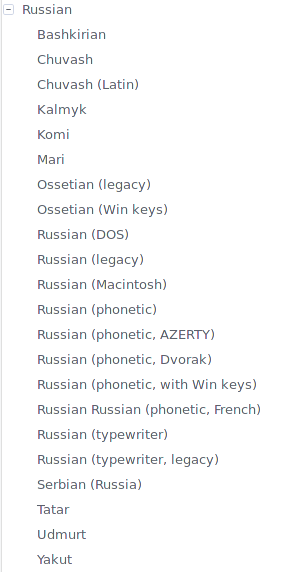 Russian
Bashkirian
Chuvash
Chuvash (Latin)
Kalmyk
Komi
Mari
Ossetian (legacy)
Ossetian (Win keys)
Russian (DOS)
Russian (legacy)
Russian (Macintosh)
Russian (phonetic)
Russian (phonetic, AZERTY)
Russian (phonetic, Dvorak)
Russian (phonetic, with Win keys)
Russian Russian (phonetic, French)
Russian (typewriter)
Russian (typewriter, legacy)
Serbian (Russia)
Tatar
Udmurt
Yakut